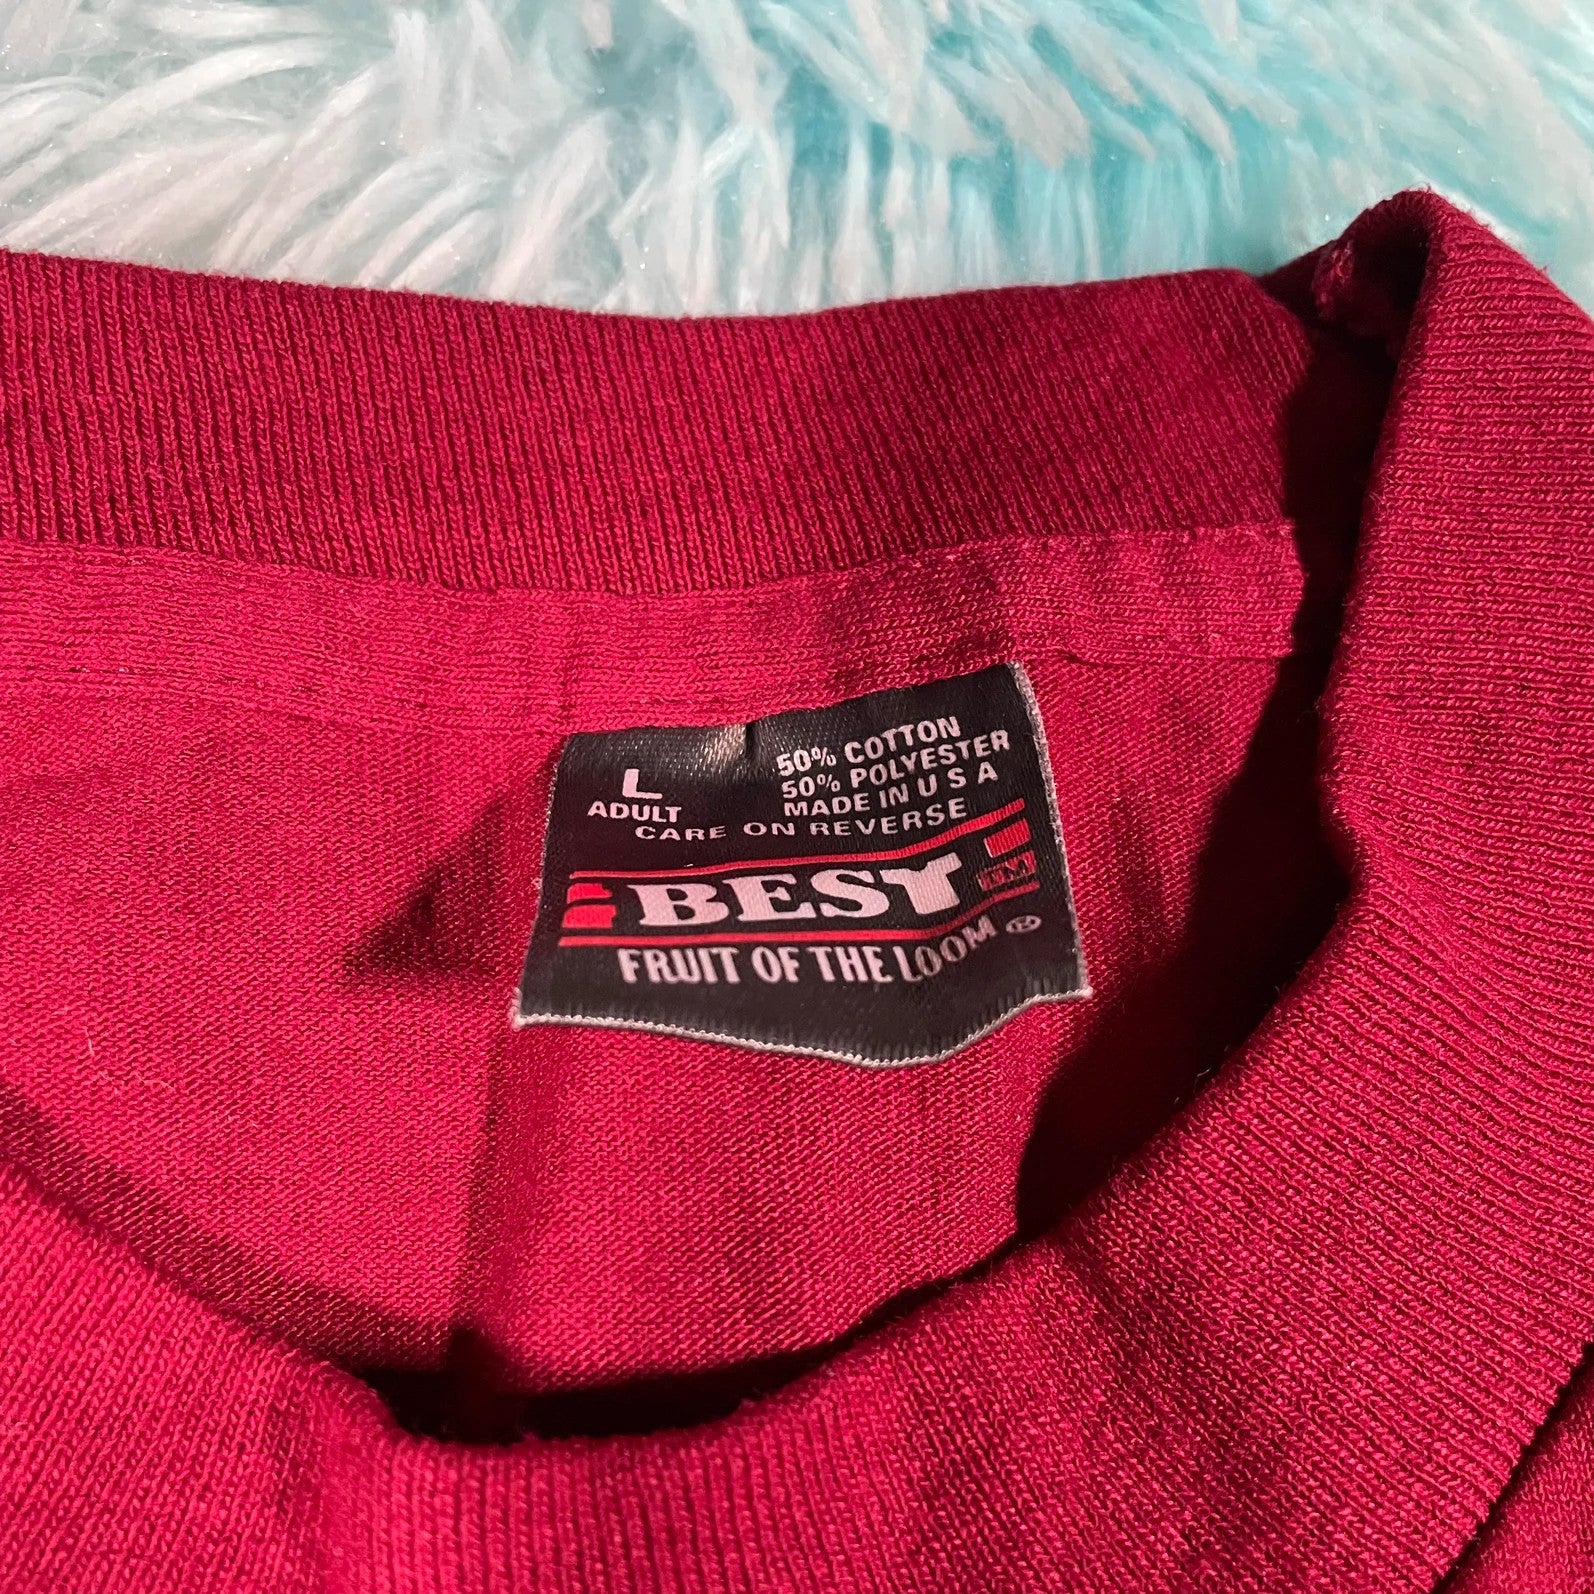 L
ADULT
50% COTTON
50% POLYESTER
MADE IN U S A
CARE ON REVERSE
BEST TM
FRUIT OF THE LOOM ®